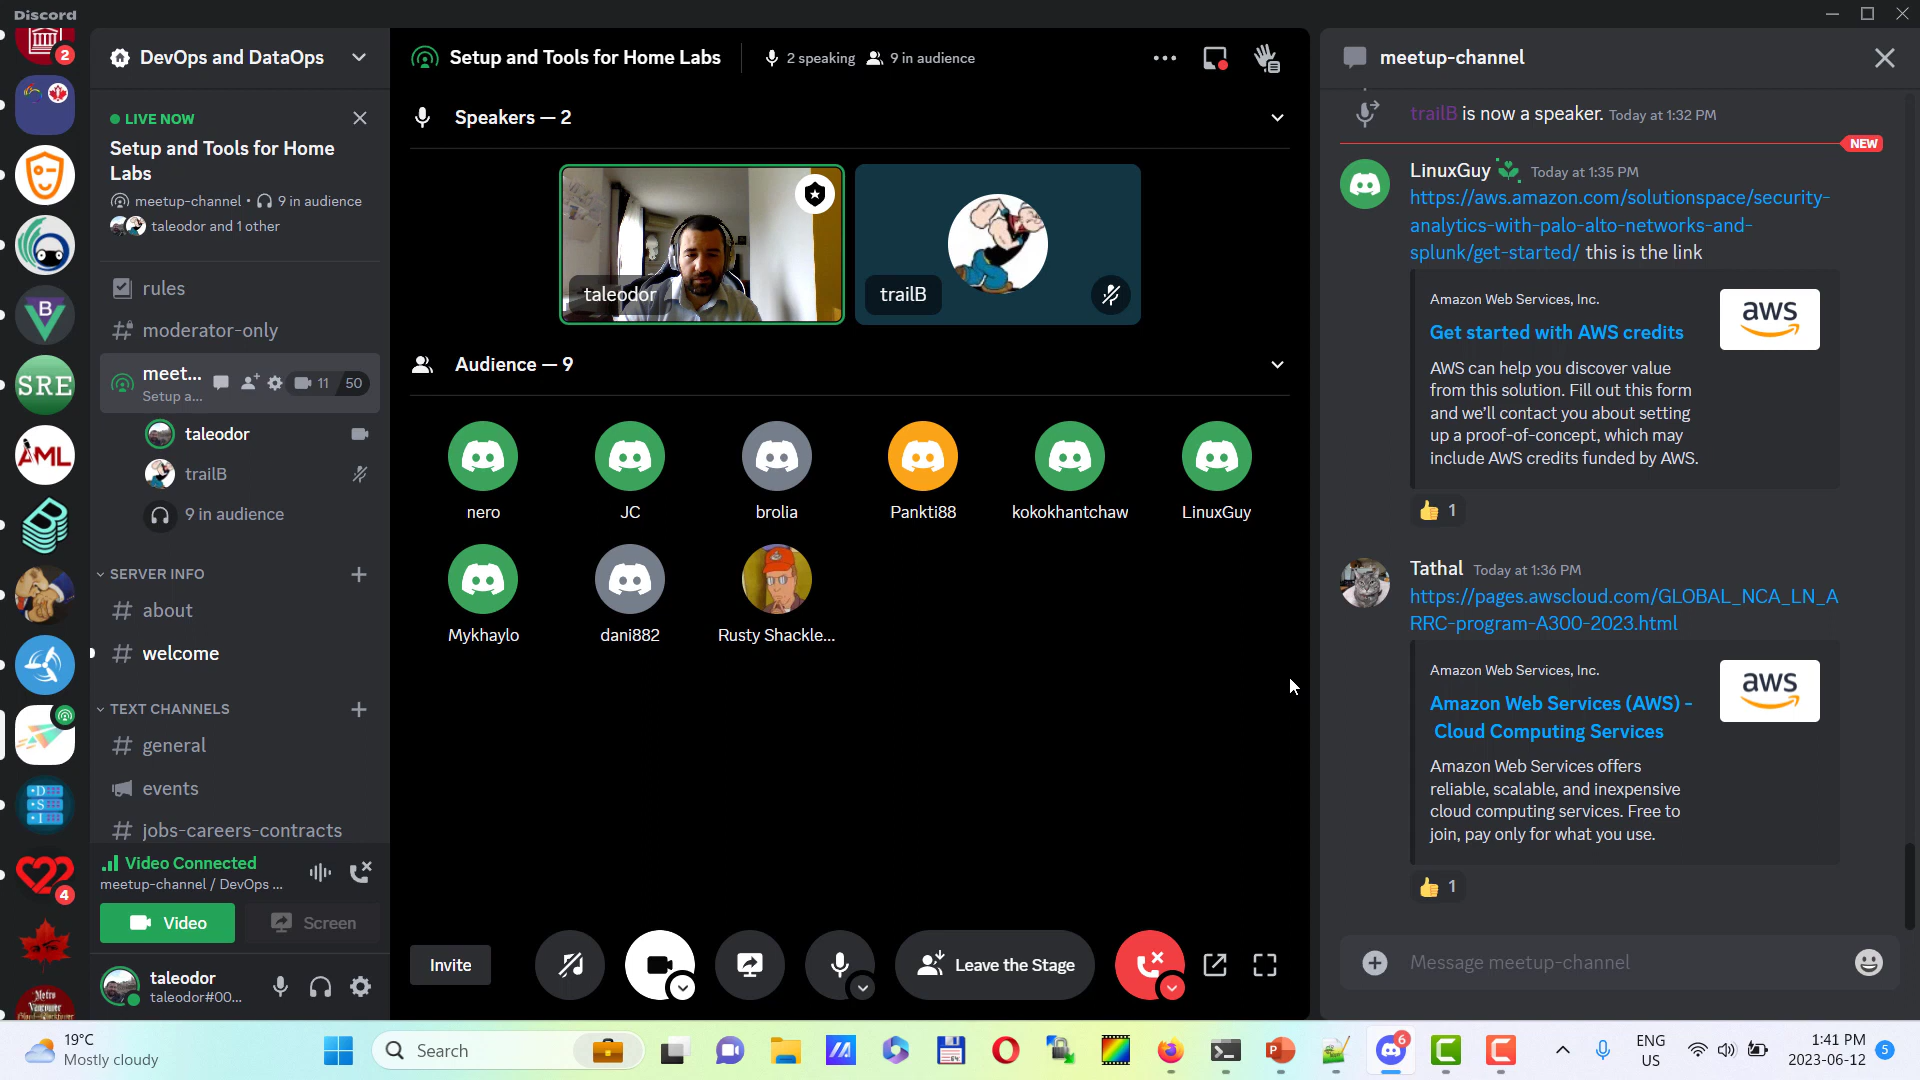 Discord
2
DevOps and DataOps
LIVE NOW
Setup and Tools for Home
Labs
meetup-channel • 9 in audience
taleodor and 1 other
rules
moderator-only
meet...
Setup a...
11 50
taleodor
trailB
9 in audience
SERVER INFO
about
welcome
TEXT CHANNELS
general
events
jobs-careers-contracts
Video Connected
meetup-channel / DevOps ...
Video
Screen
taleodor
taleodor#00...
SRE
AML
D S
I
4
Metro
Vancouver
Setup and Tools for Home Labs
2 speaking 9 in audience
Speakers — 2
taleodor
trailB
Audience — 9
nero
JC
brolia
Pankti88
kokokhantchaw
LinuxGuy
Mykhaylo
dani882
Rusty Shackle...
Invite
Leave the Stage
meetup-channel
trailB is now a speaker. Today at 1:32 PM
NEW
LinuxGuy Today at 1:35 PM
https://aws.amazon.com/solutionspace/security-
analytics-with-palo-alto-networks-and-
splunk/get-started/ this is the link
Amazon Web Services, Inc.
aws
Get started with AWS credits
AWS can help you discover value
from this solution. Fill out this form
and we'll contact you about setting
up a proof-of-concept, which may
include AWS credits funded by AWS.
👍 1
Tathal Today at 1:36 PM
https://pages.awscloud.com/GLOBAL_NCA_LN_A
RRC-program-A300-2023.html
Amazon Web Services, Inc.
aws
Amazon Web Services (AWS) -
Cloud Computing Services
Amazon Web Services offers
reliable, scalable, and inexpensive
cloud computing services. Free to
join, pay only for what you use.
👍 1
Message meetup-channel
19°C
Mostly cloudy
Search
64
6
ENG
US
1:41 PM
2023-06-12
5